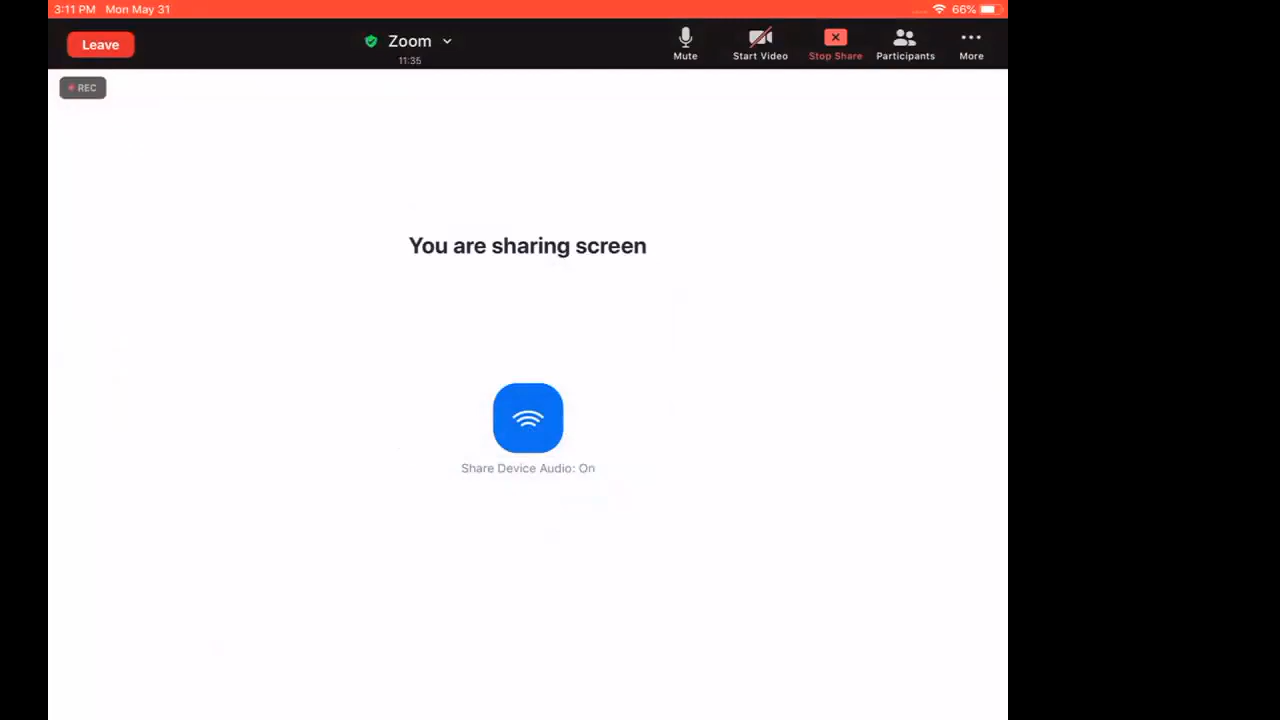 3:11 PM Mon May 31
66%
Leave
Zoom
11:35
Mute
Start Video
Stop Share
Participants
More
REC
You are sharing screen
Share Device Audio: On